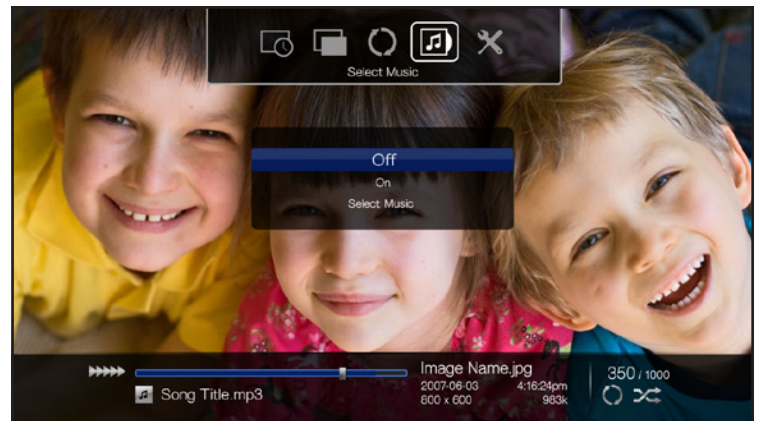 Select Music
Off
On
Select Music
Image Name.jpg
2007-06-03 4:16:24pm
800 x 600 983k
350 / 1000
Song Title.mp3